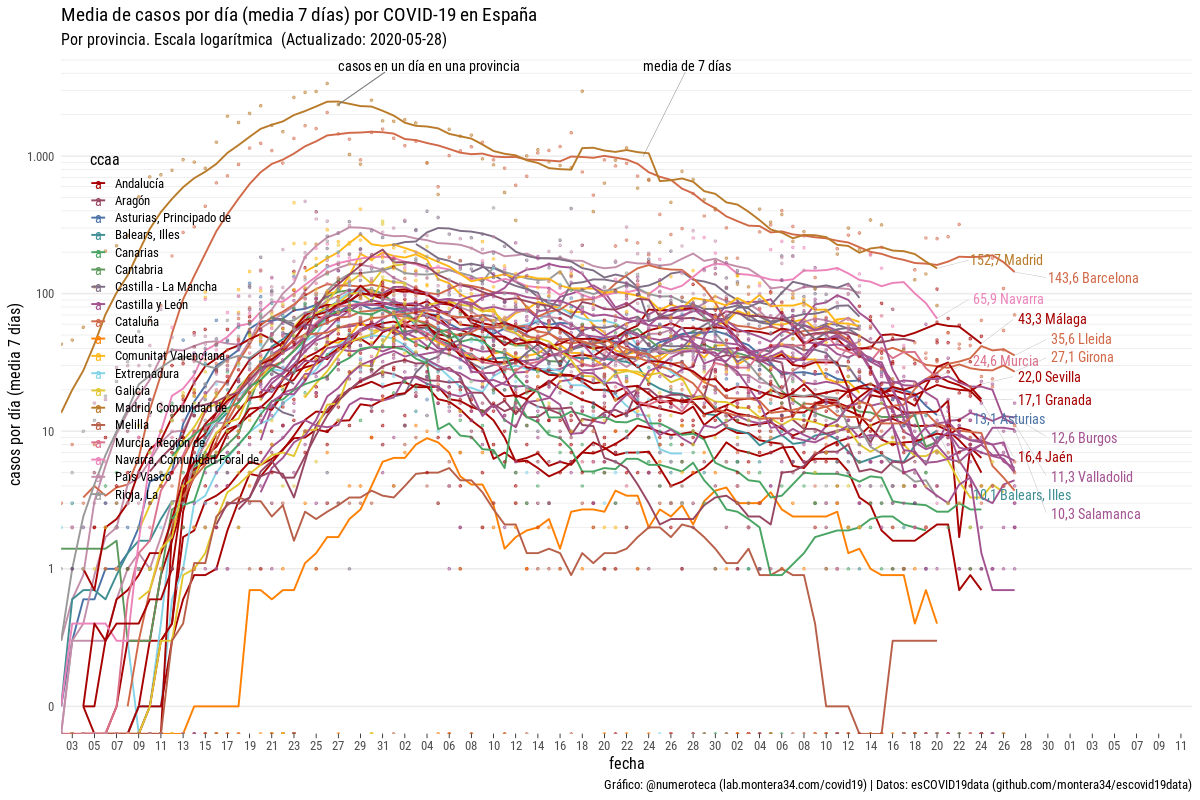 Media de casos por día (media 7 días) por COVID-19 en España
Por provincia. Escala logarítmica  (Actualizado: 2020-05-28)
casos en un día en una provincia
media de 7 días
casos por día (media 7 días)
1.000
100
10
1
0
ccaa
Andalucía
Aragón
Asturias, Principado de
Balears, Illes
Canarias
Cantabria
Castilla - La Mancha
Castilla y León
Cataluña
Ceuta
Comunitat Valenciana
Extremadura
Galicia
Madrid, Comunidad de
Melilla
Murcia, Región de
Navarra, Comunidad Foral de
País Vasco
Rioja, La
152,7 Madrid
143,6 Barcelona
65,9 Navarra
43,3 Málaga
35,6 Lleida
27,1 Girona
24,6 Murcia
22,0 Sevilla
17,1 Granada
13,1 Asturias
12,6 Burgos
16,4 Jaén
11,3 Valladolid
10,1 Balears, Illes
10,3 Salamanca
03 05 07 09 11 13 15 17 19 21 23 25 27 29 31 02 04 06 08 10 12 14 16 18 20 22 24 26 28 30 02 04 06 08 10 12 14 16 18 20 22 24 26 28 30 01 03 05 07 09 11
fecha
Gráfico: @numeroteca (lab.montera34.com/covid19) | Datos: esCOVID19data (github.com/montera34/escovid19data)